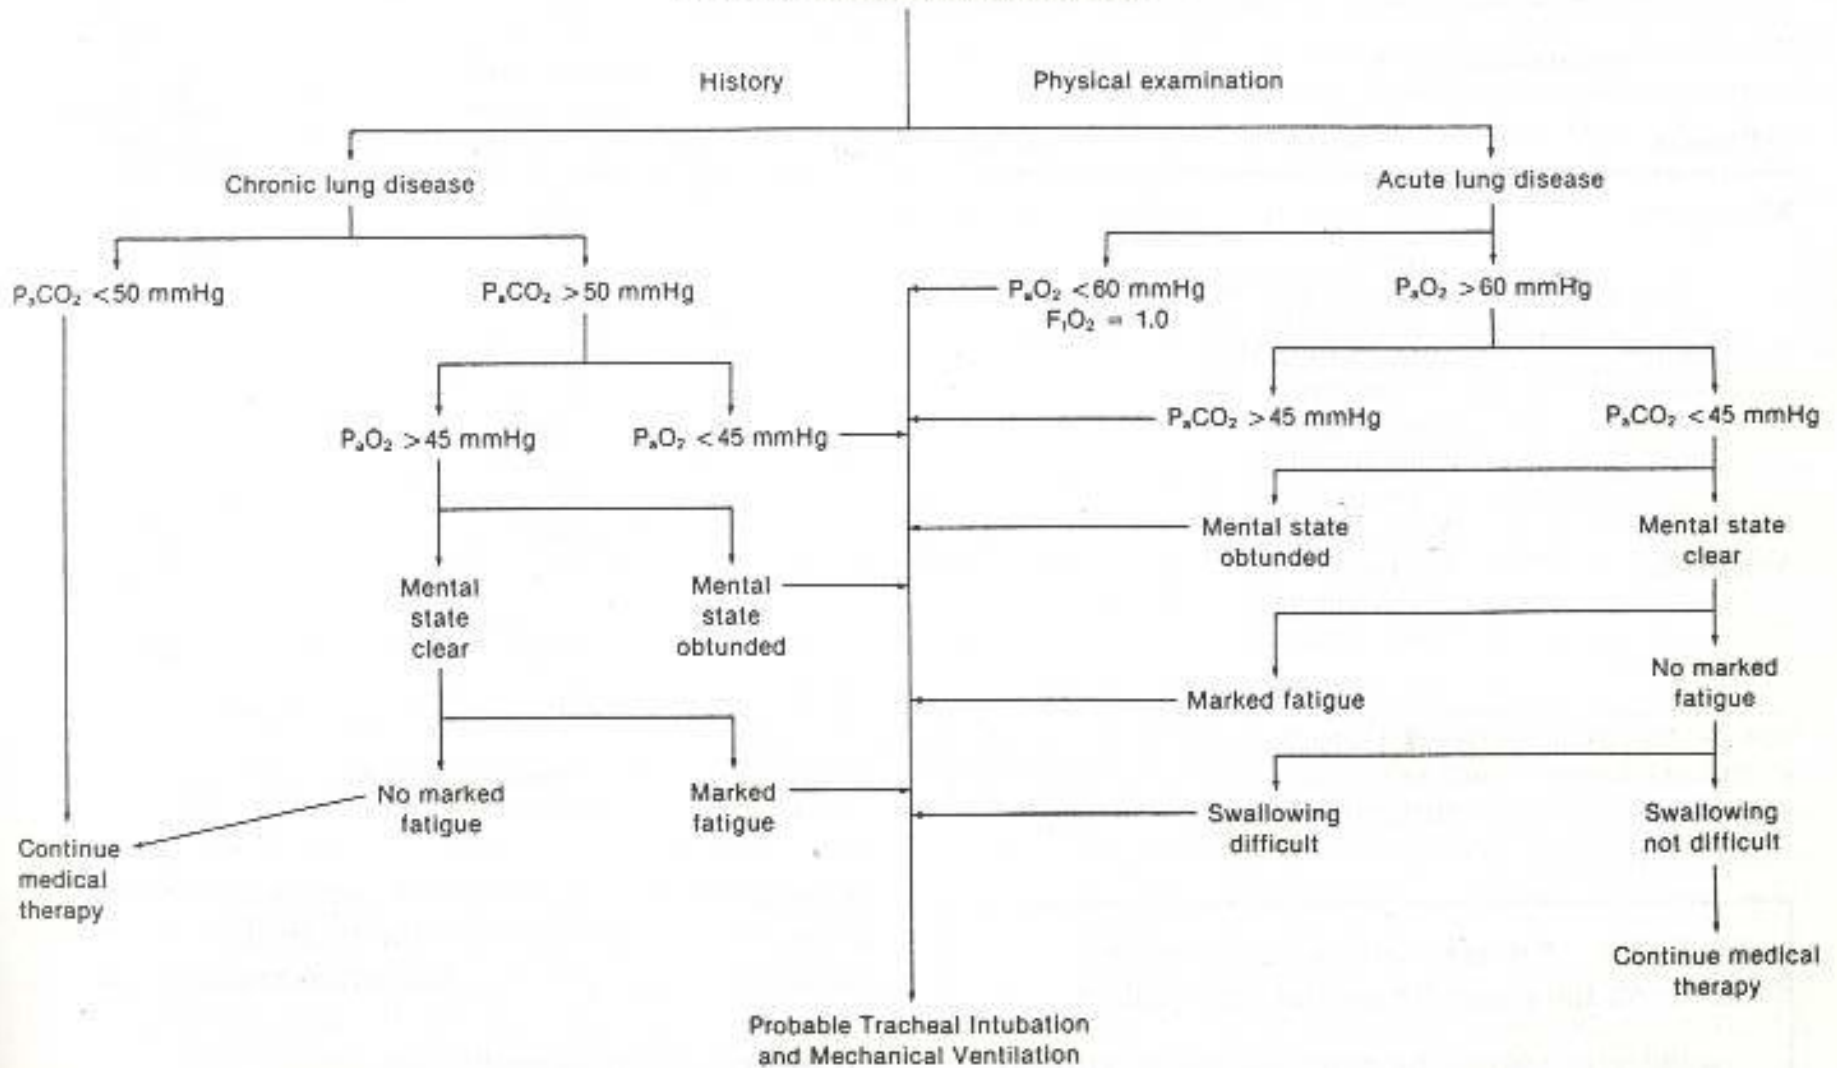 History
Physical examination
Chronic lung disease
Acute lung disease
PₐCO₂ <50 mmHg
PₐCO₂ >50 mmHg
PₐO₂ <60 mmHg
FᵢO₂ = 1.0
PₐO₂ >60 mmHg
PₐO₂ >45 mmHg
PₐO₂ <45 mmHg
PₐCO₂ >45 mmHg
PₐCO₂ <45 mmHg
Mental state
obtunded
Mental state
clear
Mental
state
clear
Mental
state
obtunded
Marked fatigue
No marked
fatigue
No marked
fatigue
Marked
fatigue
Swallowing
difficult
Swallowing
not difficult
Continue
medical
therapy
Continue medical
therapy
Probable Tracheal Intubation
and Mechanical Ventilation